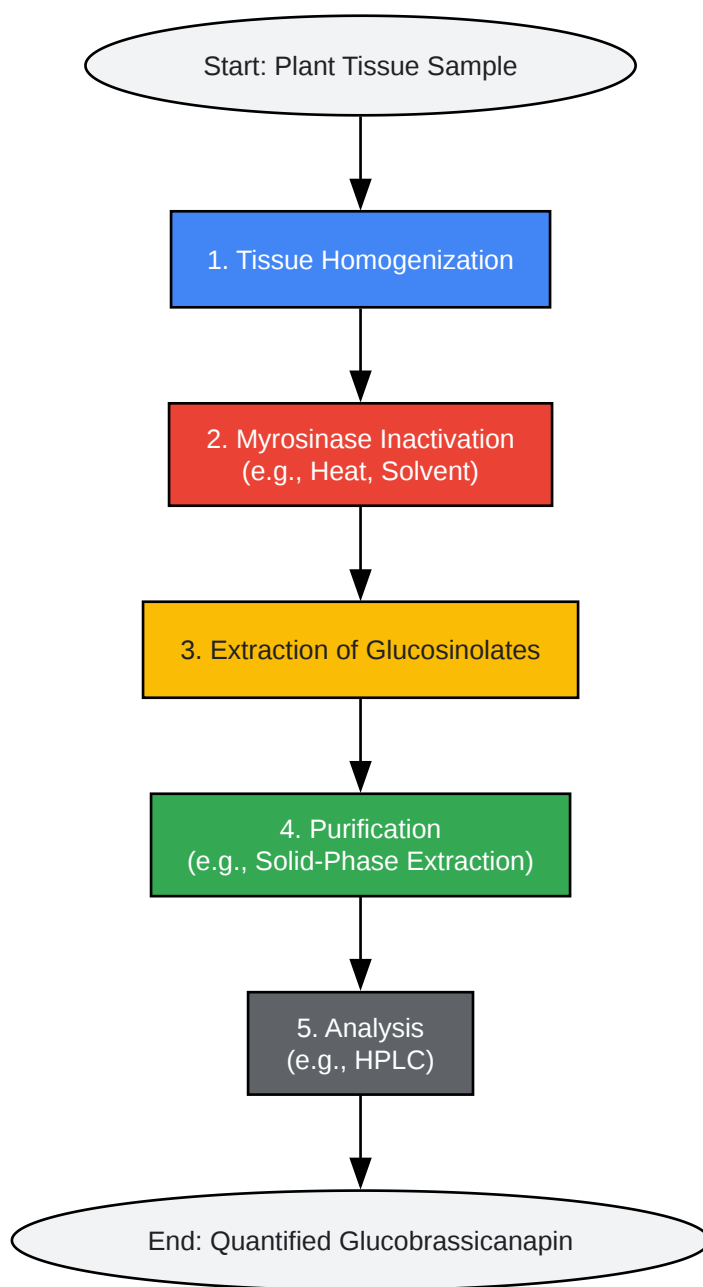 Start: Plant Tissue Sample
1. Tissue Homogenization
2. Myrosinase Inactivation
(e.g., Heat, Solvent)
3. Extraction of Glucosinolates
4. Purification
(e.g., Solid-Phase Extraction)
5. Analysis
(e.g., HPLC)
End: Quantified Glucobrassicanapin